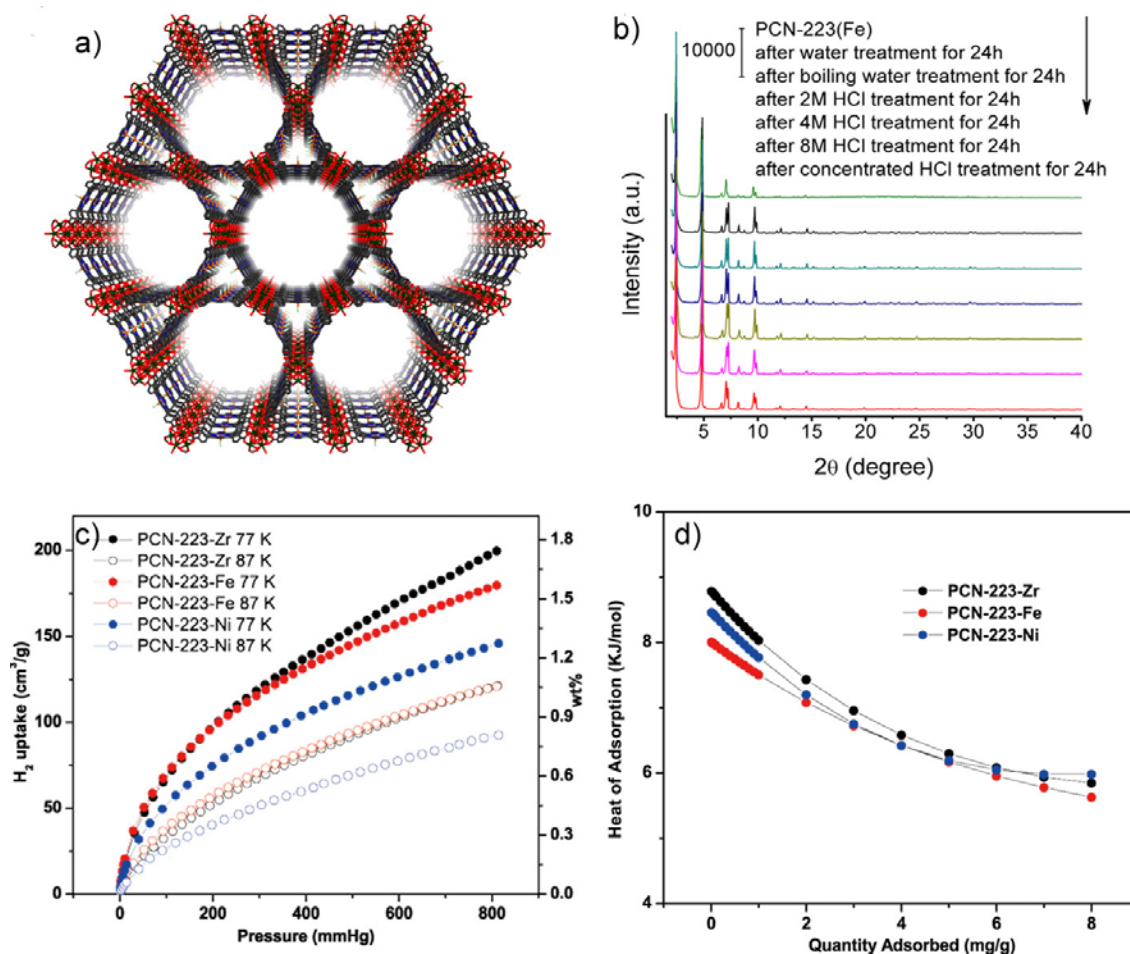 a)
b)
10000
PCN-223(Fe)
after water treatment for 24h
after boiling water treatment for 24h
after 2M HCl treatment for 24h
after 4M HCl treatment for 24h
after 8M HCl treatment for 24h
after concentrated HCl treatment for 24h
Intensity (a.u.)
5 10 15 20 25 30 35 40
2θ (degree)
c)
PCN-223-Zr 77 K
PCN-223-Zr 87 K
PCN-223-Fe 77 K
PCN-223-Fe 87 K
PCN-223-Ni 77 K
PCN-223-Ni 87 K
H₂ uptake (cm³/g)
200
150
100
50
0
1.8
1.5
1.2
0.9
0.6
0.3
0.0
wt%
0 200 400 600 800
Pressure (mmHg)
d)
PCN-223-Zr
PCN-223-Fe
PCN-223-Ni
Heat of Adsorption (KJ/mol)
10
8
6
4
0 2 4 6 8
Quantity Adsorbed (mg/g)